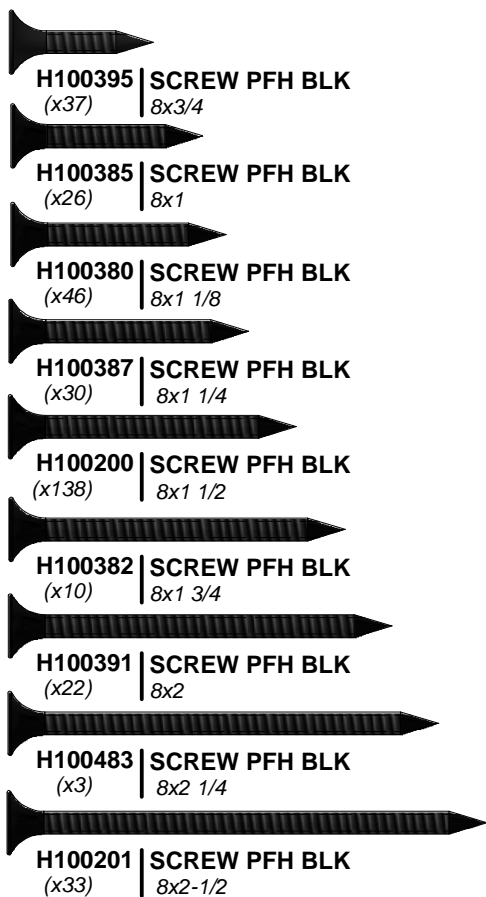 H100395 SCREW PFH BLK
(x37) 8x3/4
H100385 SCREW PFH BLK
(x26) 8x1
H100380 SCREW PFH BLK
(x46) 8x1 1/8
H100387 SCREW PFH BLK
(x30) 8x1 1/4
H100200 SCREW PFH BLK
(x138) 8x1 1/2
H100382 SCREW PFH BLK
(x10) 8x1 3/4
H100391 SCREW PFH BLK
(x22) 8x2
H100483 SCREW PFH BLK
(x3) 8x2 1/4
H100201 SCREW PFH BLK
(x33) 8x2-1/2